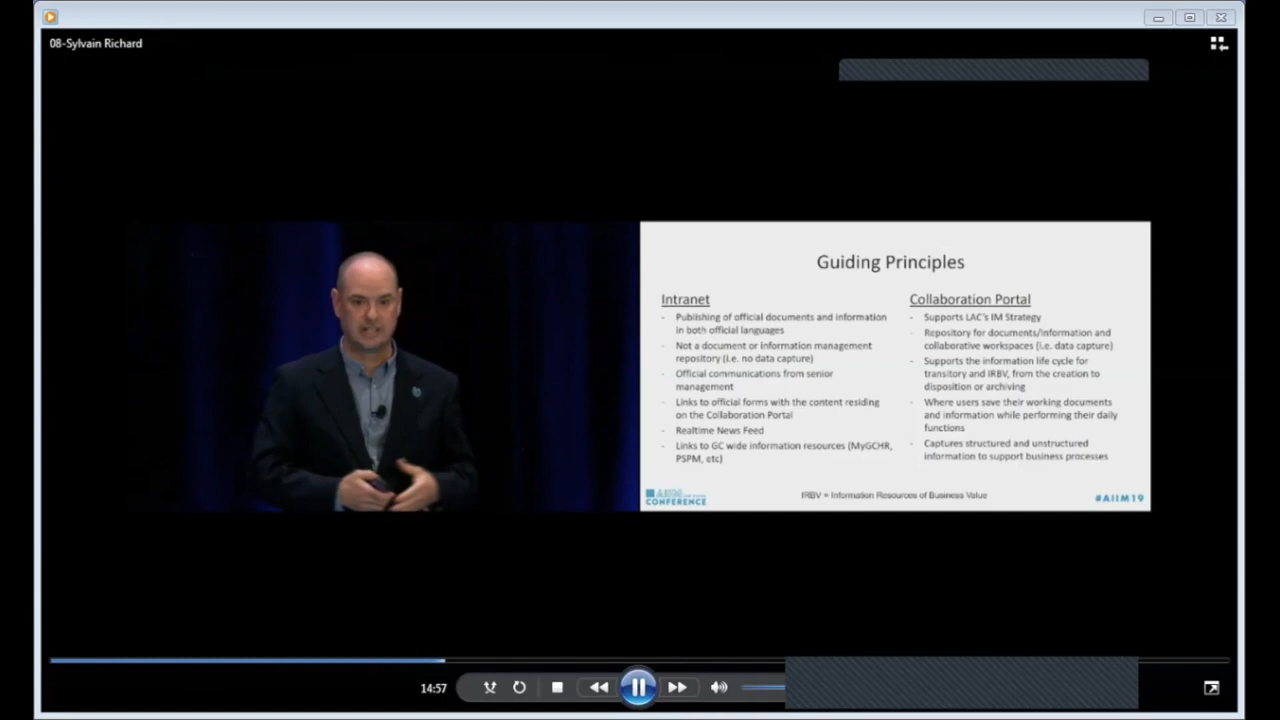 08-Sylvain Richard
Guiding Principles
Intranet
- Publishing of official documents and information
in both official languages
- Not a document or information management
repository (i.e. no data capture)
- Official communications from senior
management
- Links to official forms with the content residing
on the Collaboration Portal
- Realtime News Feed
- Links to GC wide information resources (MyGCHR,
PSPM, etc)
Collaboration Portal
- Supports LAC's IM Strategy
- Repository for documents/information and
collaborative workspaces (i.e. data capture)
- Supports the information life cycle for
transitory and IRBV, from the creation to
disposition or archiving
- Where users save their working documents
and information while performing their daily
functions
- Captures structured and unstructured
information to support business processes
AIIM
CONFERENCE
IRBV = Information Resources of Business Value
#AIIM19
14:57